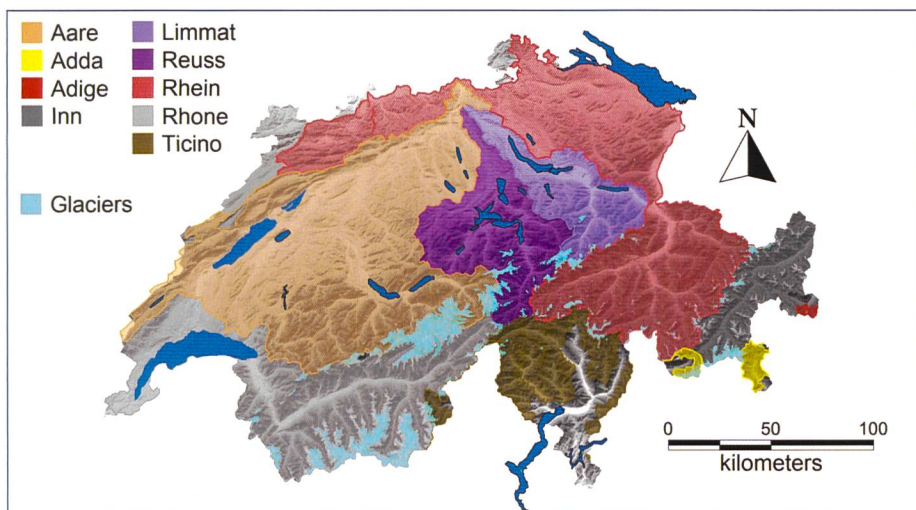 Aare
Adda
Adige
Inn
Limmat
Reuss
Rhein
Rhone
Ticino
Glaciers
N
0 50 100
kilometers